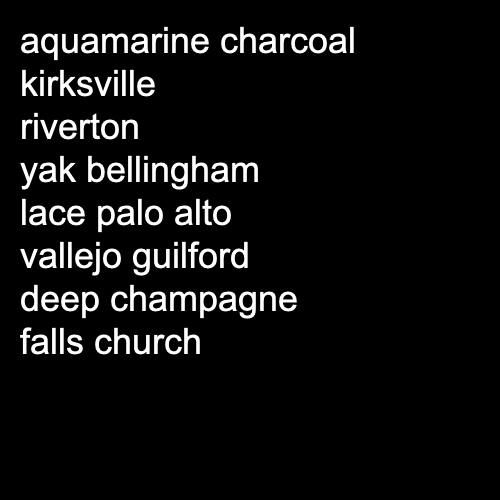 aquamarine charcoal
kirksville
riverton
yak bellingham
lace palo alto
vallejo guilford
deep champagne
falls church